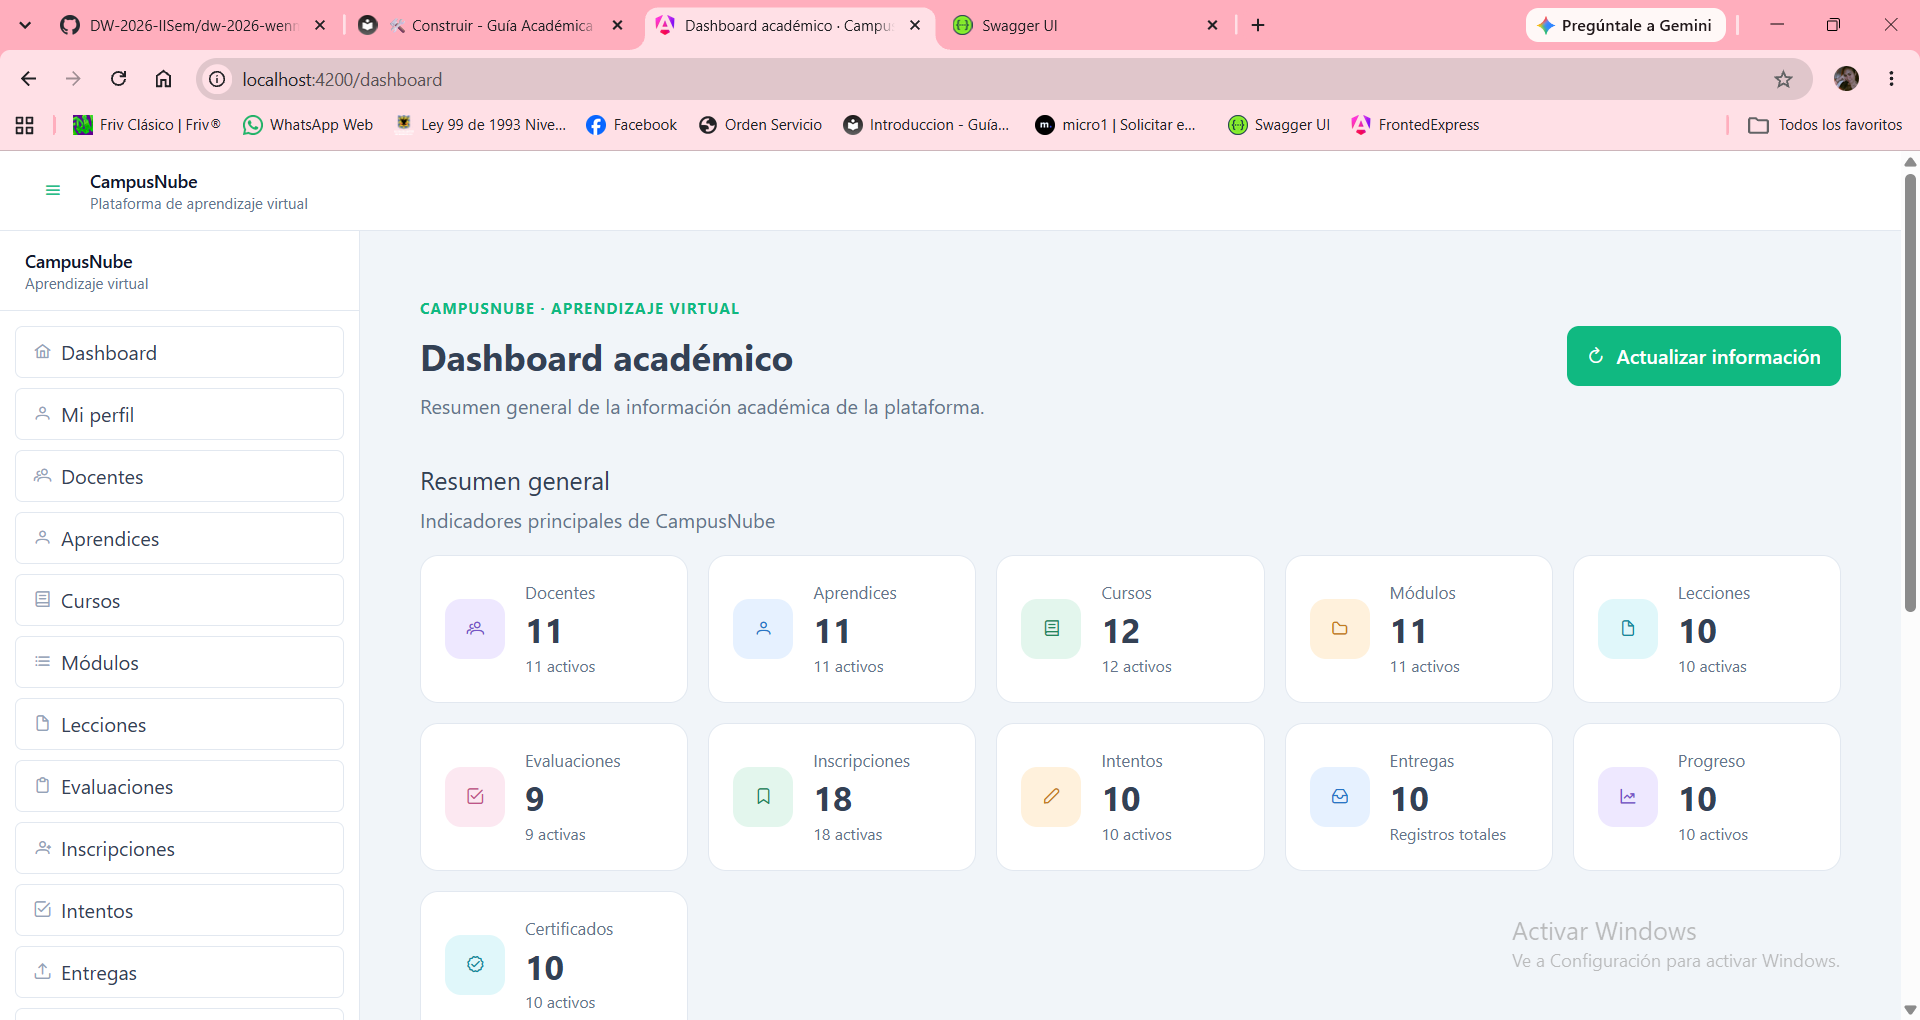 DW-2026-IISem/dw-2026-wenn
Construir - Guía Académica
Dashboard académico · Campus
Swagger UI
Pregúntale a Gemini
localhost:4200/dashboard
Friv Clásico | Friv®
WhatsApp Web
Ley 99 de 1993 Nive...
Facebook
Orden Servicio
Introduccion - Guía...
micro1 | Solicitar e...
Swagger UI
FrontedExpress
Todos los favoritos
CampusNube
Plataforma de aprendizaje virtual
CampusNube
Aprendizaje virtual
Dashboard
Mi perfil
Docentes
Aprendices
Cursos
Módulos
Lecciones
Evaluaciones
Inscripciones
Intentos
Entregas
CAMPUSNUBE · APRENDIZAJE VIRTUAL
Dashboard académico
Resumen general de la información académica de la plataforma.
Actualizar información
Resumen general
Indicadores principales de CampusNube
Docentes
11
11 activos
Aprendices
11
11 activos
Cursos
12
12 activos
Módulos
11
11 activos
Lecciones
10
10 activas
Evaluaciones
9
9 activas
Inscripciones
18
18 activas
Intentos
10
10 activos
Entregas
10
Registros totales
Progreso
10
10 activos
Certificados
10
10 activos
Activar Windows
Ve a Configuración para activar Windows.